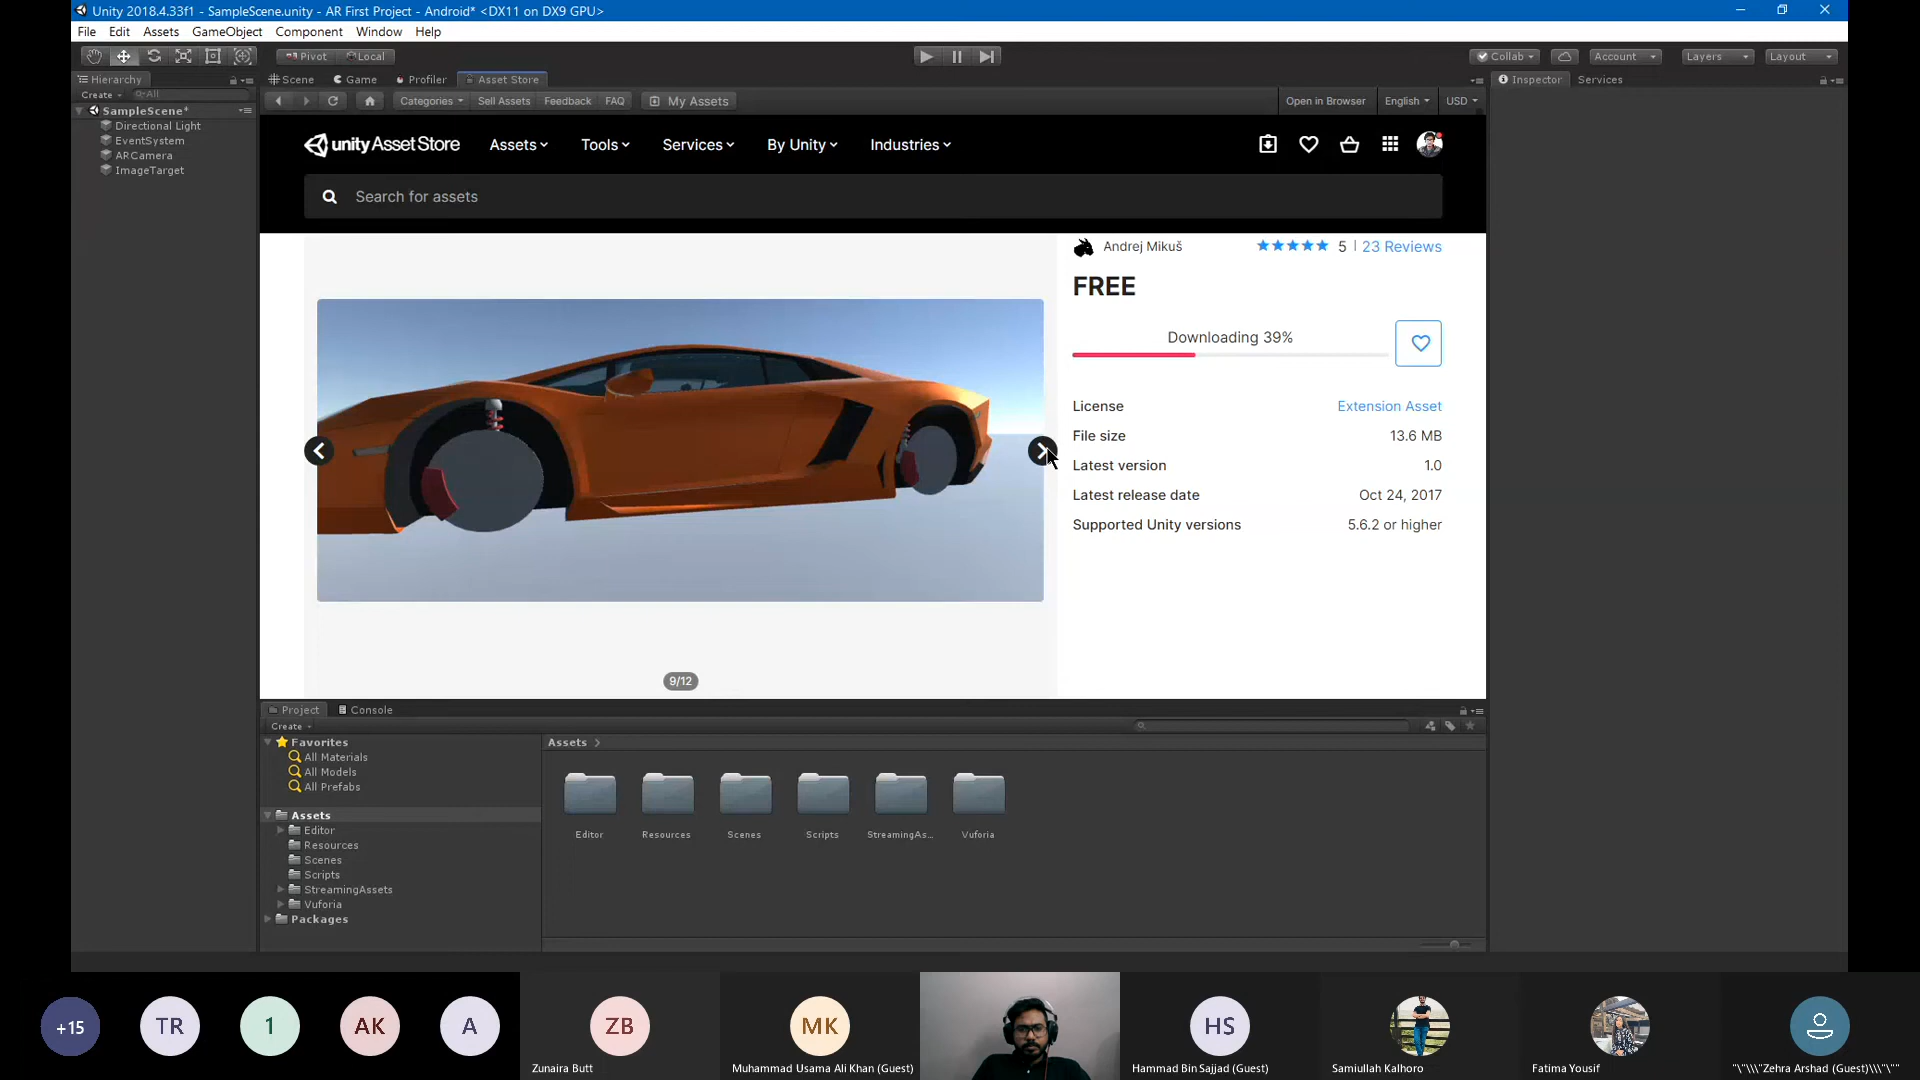 Unity 2018.4.33f1 - SampleScene.unity - AR First Project - Android* <DX11 on DX9 GPU>
File Edit Assets GameObject Component Window Help
Pivot Local Collab Account Layers Layout
Hierarchy
Scene Game Profiler Asset Store
Inspector Services
Create All
Categories Sell Assets Feedback FAQ My Assets Open in Browser English USD
SampleScene*
Directional Light
EventSystem
ARCamera
ImageTarget
unity Asset Store Assets Tools Services By Unity Industries
Search for assets
Andrej Mikuš 5 | 23 Reviews
FREE
Downloading 39%
License Extension Asset
File size 13.6 MB
Latest version 1.0
Latest release date Oct 24, 2017
Supported Unity versions 5.6.2 or higher
9/12
Project Console
Create
Favorites
All Materials
All Models
All Prefabs
Assets
Editor
Resources
Scenes
Scripts
StreamingAssets
Vuforia
Packages
Assets >
Editor Resources Scenes Scripts StreamingAs... Vuforia
+15 TR 1 AK A ZB MK HS
Zunaira Butt Muhammad Usama Ali Khan (Guest) Hammad Bin Sajjad (Guest) Samiullah Kalhoro Fatima Yousif "\"\\\"Zehra Arshad (Guest)\\\"\""